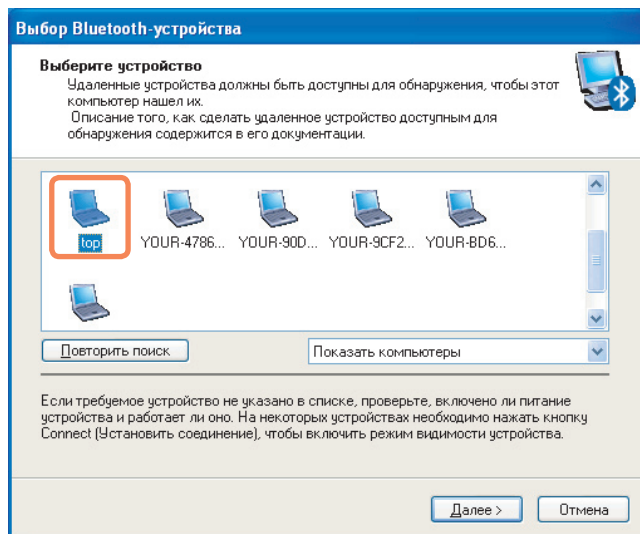 Выбор Bluetooth-устройства
Выберите устройство
Удаленные устройства должны быть доступны для обнаружения, чтобы этот
компьютер нашел их.
Описание того, как сделать удаленное устройство доступным для
обнаружения содержится в его документации.
top YOUR-4786... YOUR-90D... YOUR-9CF2... YOUR-BD6...
Повторить поиск Показать компьютеры
Если требуемое устройство не указано в списке, проверьте, включено ли питание
устройства и работает ли оно. На некоторых устройствах необходимо нажать кнопку
Connect (Установить соединение), чтобы включить режим видимости устройства.
Далее > Отмена